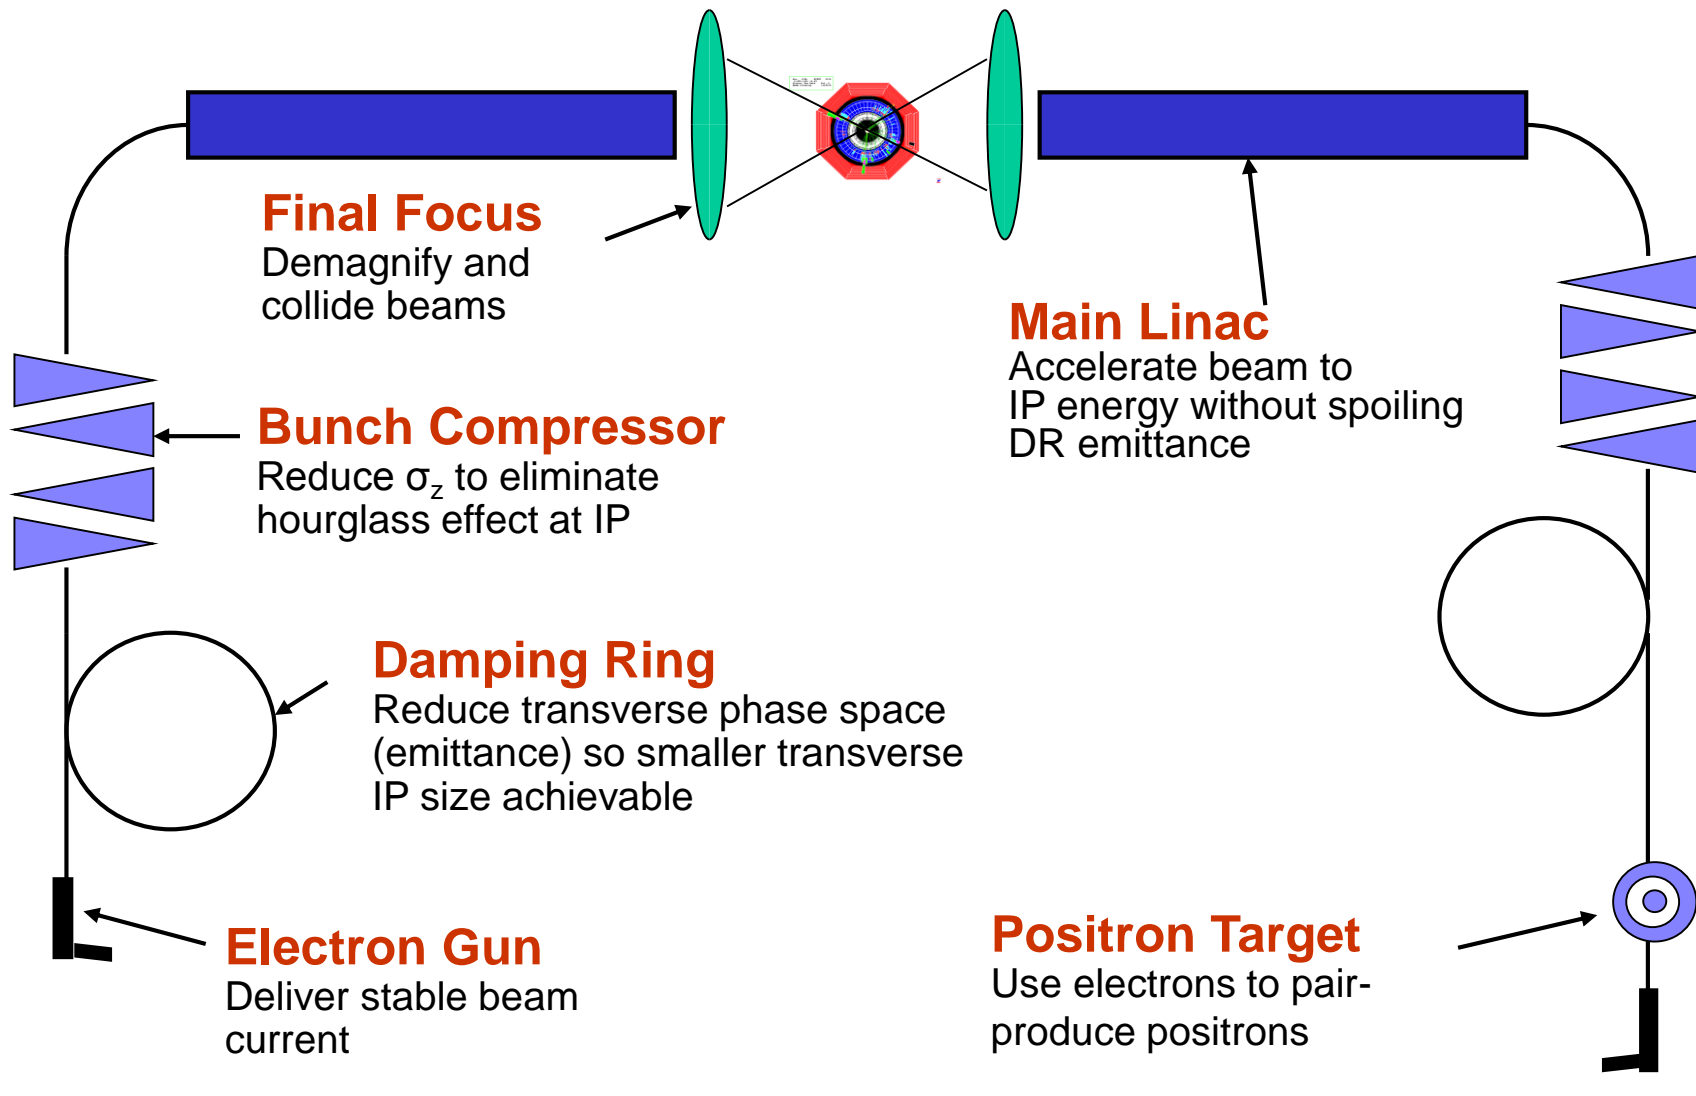 Final Focus
Demagnify and
collide beams
Main Linac
Accelerate beam to
IP energy without spoiling
DR emittance
Bunch Compressor
Reduce σz to eliminate
hourglass effect at IP
Damping Ring
Reduce transverse phase space
(emittance) so smaller transverse
IP size achievable
Electron Gun
Deliver stable beam
current
Positron Target
Use electrons to pair-
produce positrons